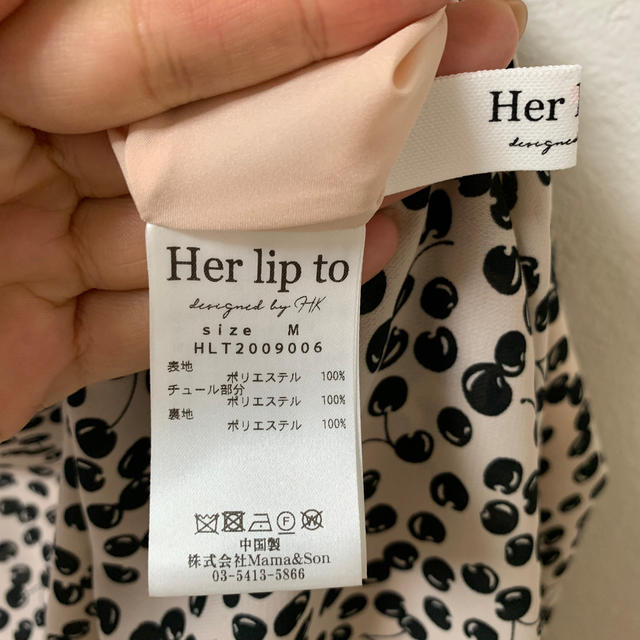 Her
designed
Her lip to
designed by HK
size M
HLT2009006
表地
ポリエステル 100%
チュール部分
ポリエステル 100%
裏地
ポリエステル 100%
中国製
株式会社Mama&Son
03-5413-5866